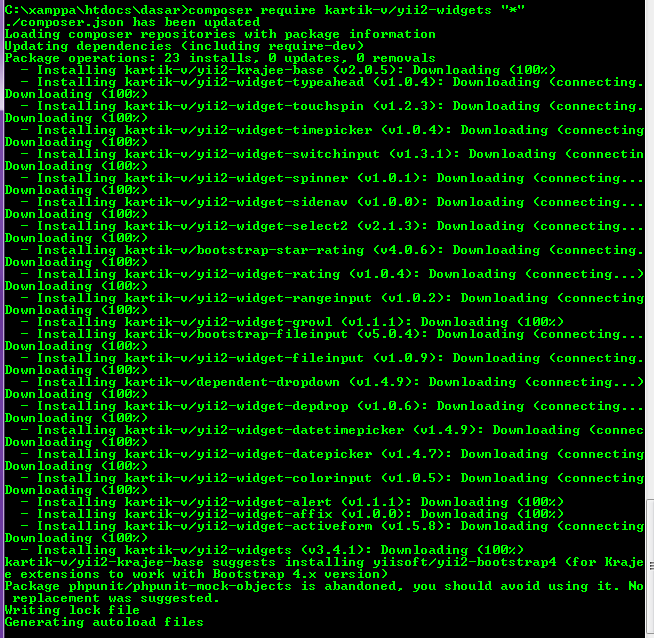 C:\xamppa\htdocs\dasar>composer require kartik-v/yii2-widgets "*"
./composer.json has been updated
Loading composer repositories with package information
Updating dependencies (including require-dev)
Package operations: 23 installs, 0 updates, 0 removals
- Installing kartik-v/yii2-krajee-base (v2.0.5): Downloading (100%)
- Installing kartik-v/yii2-widget-typeahead (v1.0.4): Downloading (connecting.
Downloading (100%)
- Installing kartik-v/yii2-widget-touchspin (v1.2.3): Downloading (connecting.
Downloading (100%)
- Installing kartik-v/yii2-widget-timepicker (v1.0.4): Downloading (connecting
Downloading (100%)
- Installing kartik-v/yii2-widget-switchinput (v1.3.1): Downloading (connectin
Downloading (100%)
- Installing kartik-v/yii2-widget-spinner (v1.0.1): Downloading (connecting...
Downloading (100%)
- Installing kartik-v/yii2-widget-sidenav (v1.0.0): Downloading (connecting...
Downloading (100%)
- Installing kartik-v/yii2-widget-select2 (v2.1.3): Downloading (connecting...
Downloading (100%)
- Installing kartik-v/bootstrap-star-rating (v4.0.6): Downloading (connecting.
Downloading (100%)
- Installing kartik-v/yii2-widget-rating (v1.0.4): Downloading (connecting...)
Downloading (100%)
- Installing kartik-v/yii2-widget-rangeinput (v1.0.2): Downloading (connecting
Downloading (100%)
- Installing kartik-v/yii2-widget-growl (v1.1.1): Downloading (100%)
- Installing kartik-v/bootstrap-fileinput (v5.0.4): Downloading (connecting...
Downloading (100%)
- Installing kartik-v/yii2-widget-fileinput (v1.0.9): Downloading (connecting.
Downloading (100%)
- Installing kartik-v/dependent-dropdown (v1.4.9): Downloading (connecting...)
Downloading (100%)
- Installing kartik-v/yii2-widget-depdrop (v1.0.6): Downloading (connecting...
Downloading (100%)
- Installing kartik-v/yii2-widget-datetimepicker (v1.4.9): Downloading (connec
Downloading (100%)
- Installing kartik-v/yii2-widget-datepicker (v1.4.7): Downloading (connecting
Downloading (100%)
- Installing kartik-v/yii2-widget-colorinput (v1.0.5): Downloading (connecting
Downloading (100%)
- Installing kartik-v/yii2-widget-alert (v1.1.1): Downloading (100%)
- Installing kartik-v/yii2-widget-affix (v1.0.0): Downloading (100%)
- Installing kartik-v/yii2-widget-activeform (v1.5.8): Downloading (connecting
Downloading (100%)
- Installing kartik-v/yii2-widgets (v3.4.1): Downloading (100%)
kartik-v/yii2-krajee-base suggests installing yiisoft/yii2-bootstrap4 (for Kraje
e extensions to work with Bootstrap 4.x version)
Package phpunit/phpunit-mock-objects is abandoned, you should avoid using it. No
replacement was suggested.
Writing lock file
Generating autoload files